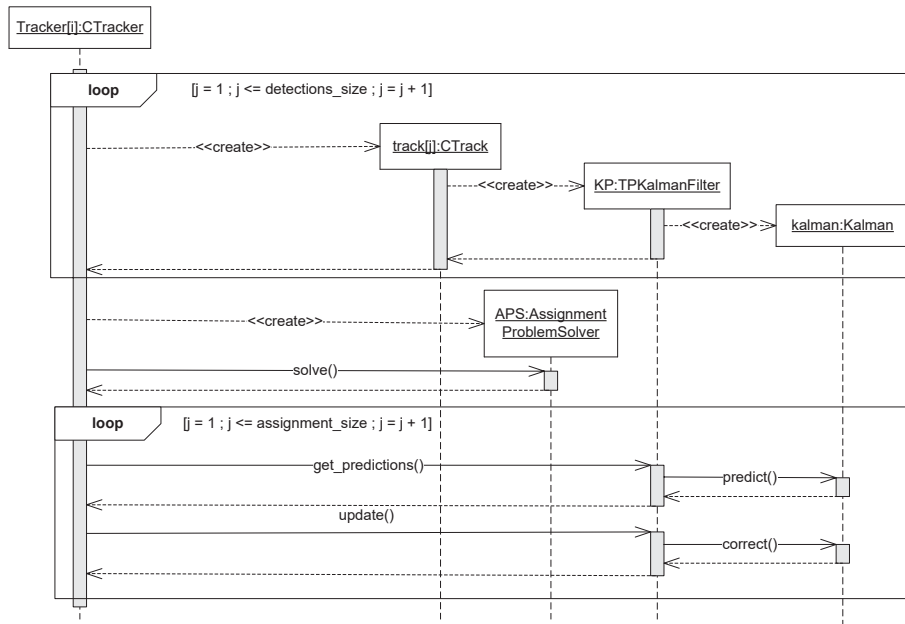 Tracker[i]:CTracker
loop
[j = 1 ; j <= detections_size ; j = j + 1]
<<create>>
track[j]:CTrack
<<create>>
KP:TPKalmanFilter
<<create>>
kalman:Kalman
<<create>>
APS:Assignment
ProblemSolver
solve()
loop
[j = 1 ; j <= assignment_size ; j = j + 1]
get_predictions()
predict()
update()
correct()